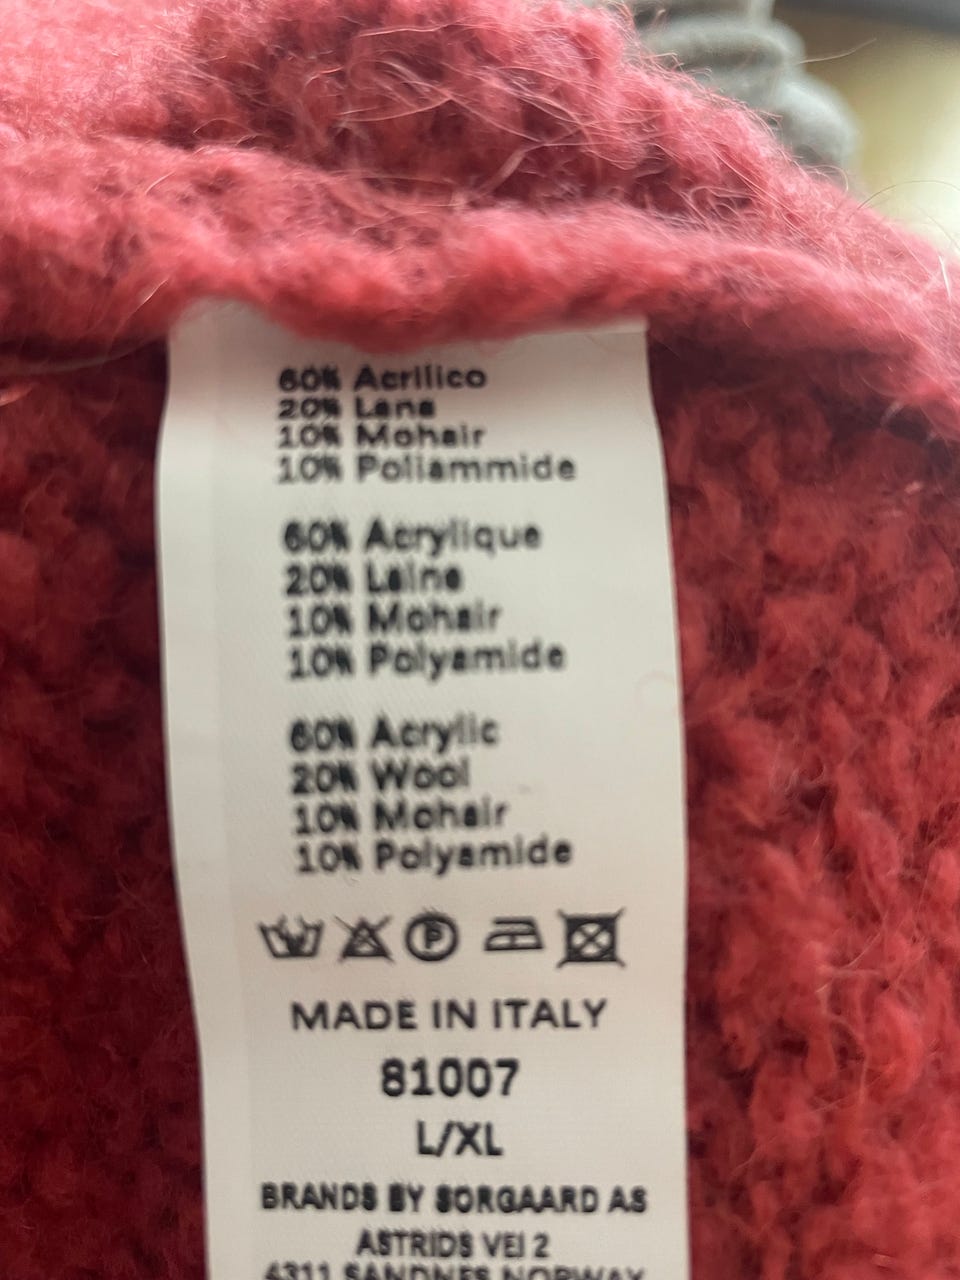 60% Acrilico
20% Lana
10% Mohair
10% Poliammide
60% Acrylique
20% Laine
10% Mohair
10% Polyamide
60% Acrylic
20% Wool
10% Mohair
10% Polyamide
P
MADE IN ITALY
81007
L/XL
BRANDS BY SORGAARD AS
ASTRIDS VEI 2
4311 SANDNES NORWAY